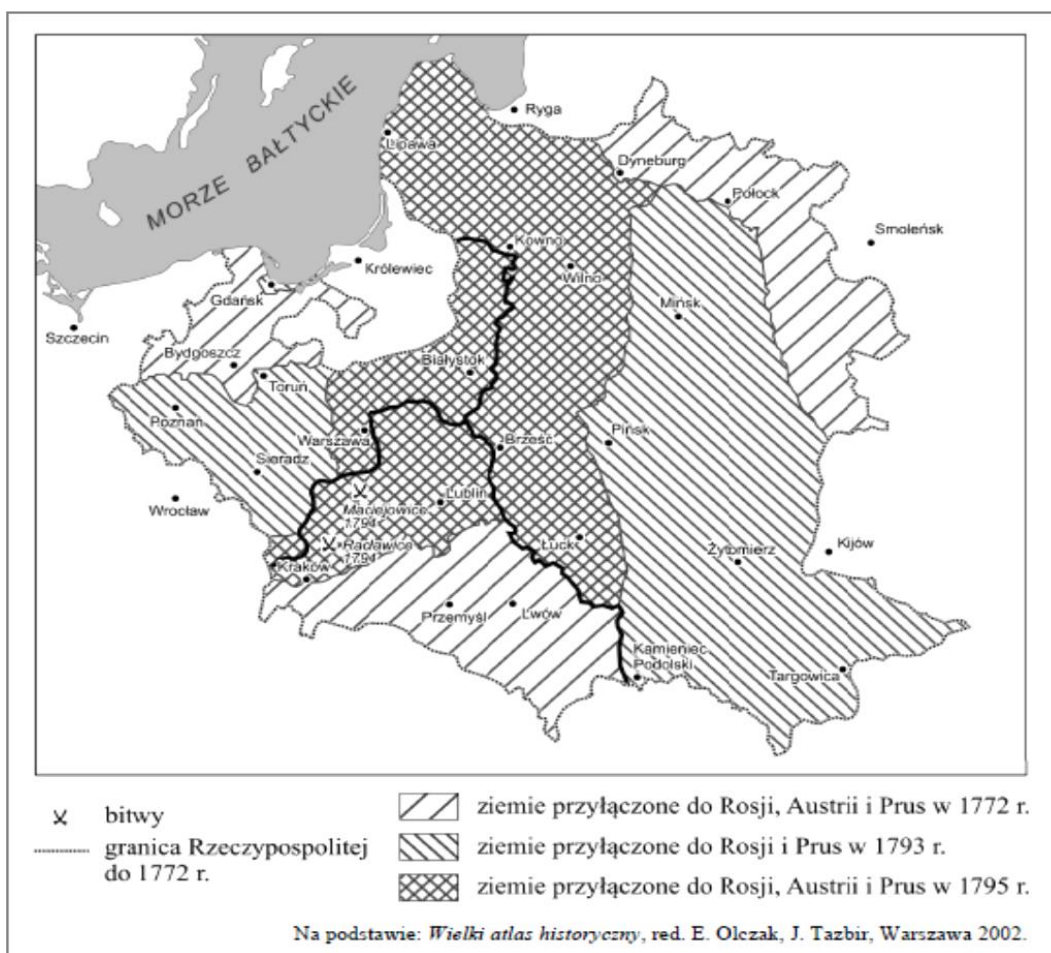 MORZE BAŁTYCKIE
Ryga
Lipawa
Dyneburg
Połock
Smoleńsk
Kowno
Królewiec
Wilno
Gdańsk
Mińsk
Szczecin
Bydgoszcz
Białystok
Toruń
Poznań
Warszawa
Brześć
Pińsk
Sieradz
Wrocław
Lublin
Maciejowice
1794
Racławice
1794
Łuck
Kijów
Żytomierz
Kraków
Przemyśl
Lwów
Kamieniec
Podolski
Targowica
bitwy
granica Rzeczypospolitej
do 1772 r.
ziemie przyłączone do Rosji, Austrii i Prus w 1772 r.
ziemie przyłączone do Rosji i Prus w 1793 r.
ziemie przyłączone do Rosji, Austrii i Prus w 1795 r.
Na podstawie: Wielki atlas historyczny, red. E. Olczak, J. Tazbir, Warszawa 2002.